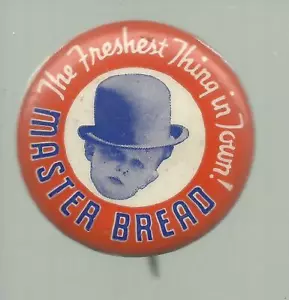 The Freshest Thing in Town!
MASTER BREAD